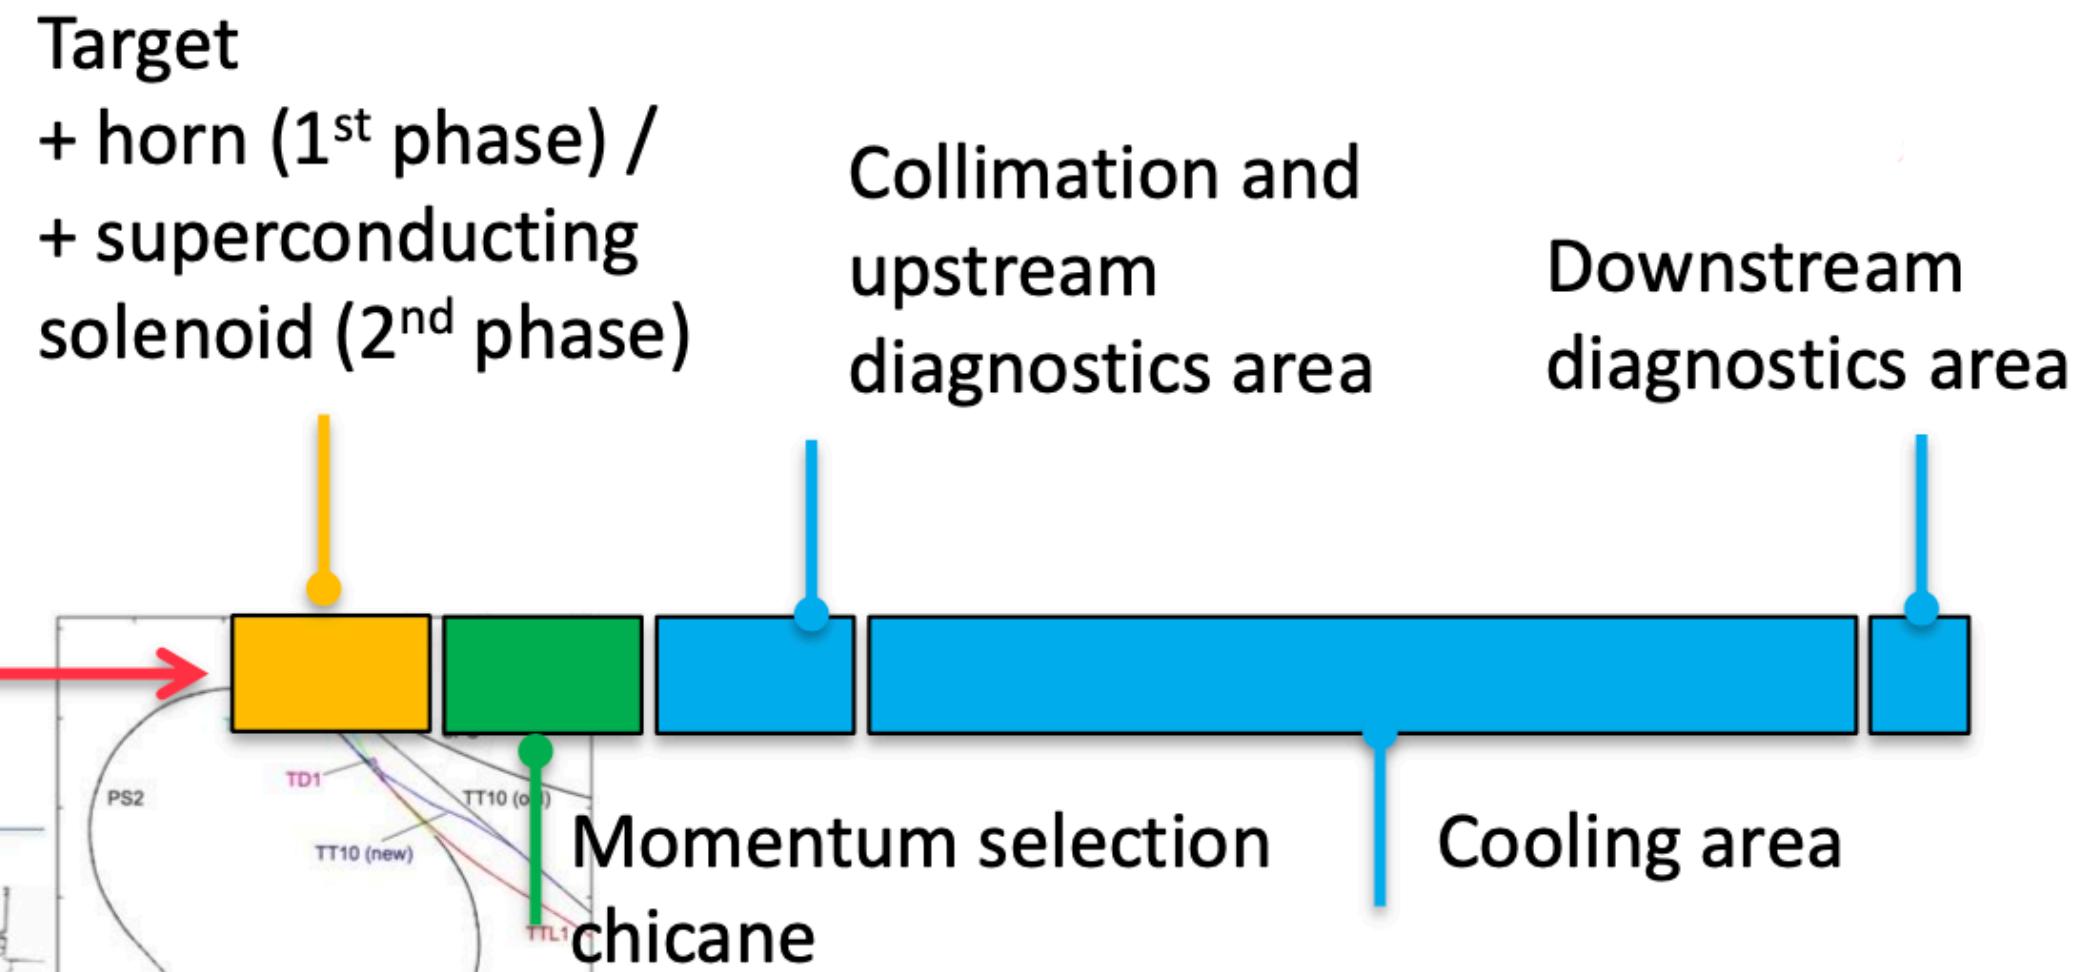 Target
+ horn (1st phase) /
+ superconducting
solenoid (2nd phase)
Collimation and
upstream
diagnostics area
Downstream
diagnostics area
TD1
PS2
TT10 (new)
Momentum selection
chicane
Cooling area
TTL1